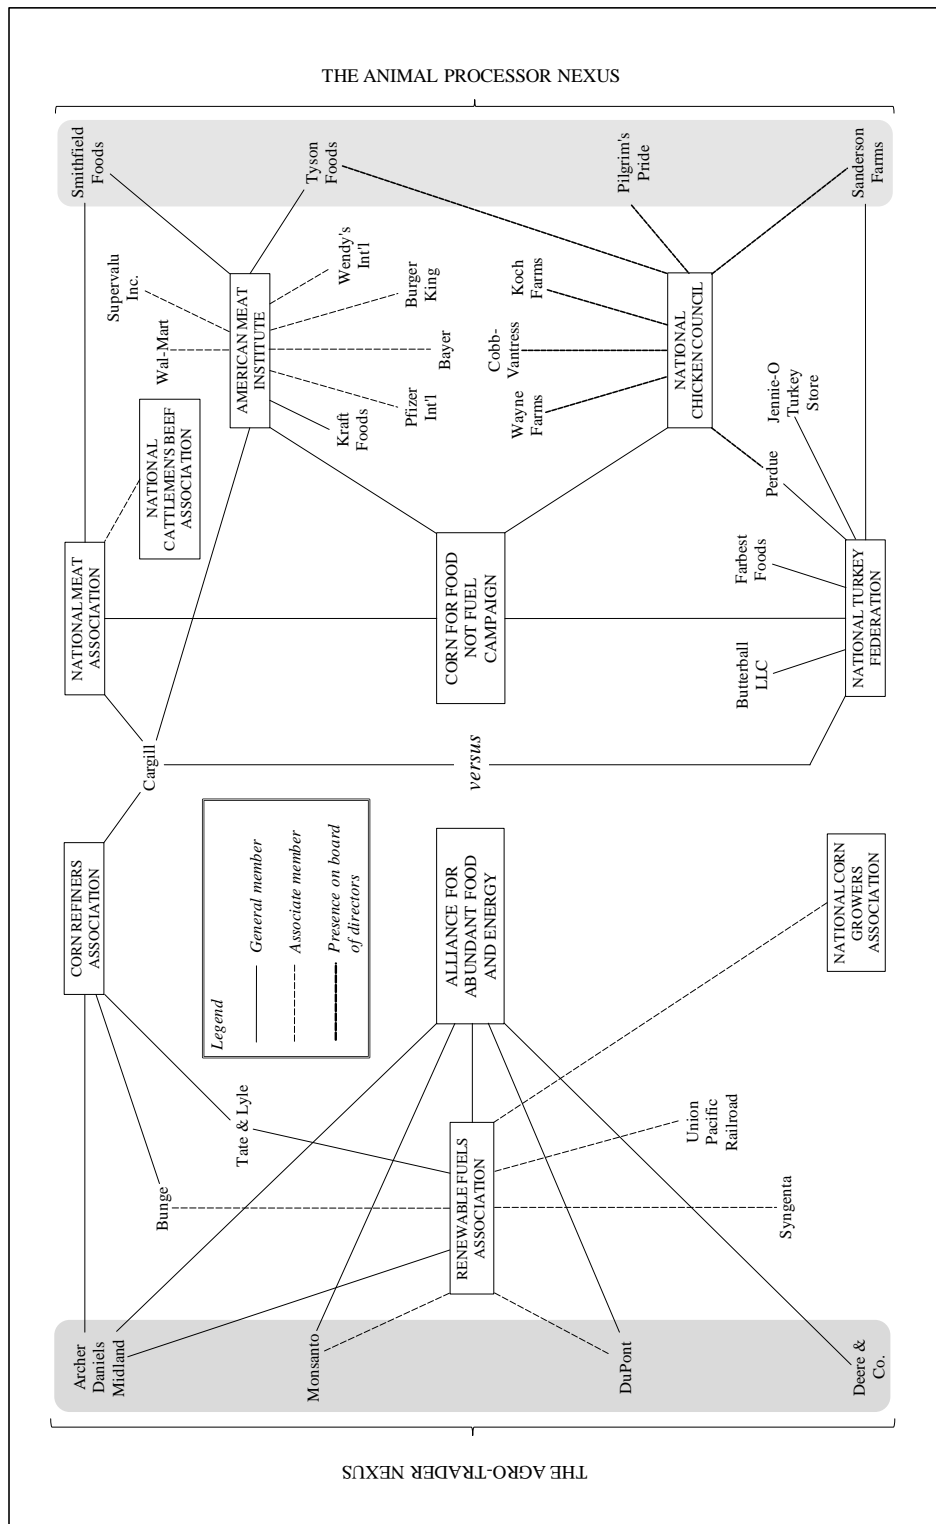 THE ANIMAL PROCESSOR NEXUS
Smithfield
Foods
Tyson
Foods
Pilgrim's
Pride
Sanderson
Farms
Supervalu
Inc.
Wal-Mart
AMERICAN MEAT
INSTITUTE
Wendy's
Int'l
Burger
King
Bayer
Pfizer
Int'l
Kraft
Foods
Koch
Farms
Cobb-
Vantress
Wayne
Farms
NATIONAL
CHICKEN COUNCIL
Jennie-O
Turkey
Store
Perdue
NATIONAL
CATTLEMEN'S BEEF
ASSOCIATION
NATIONAL MEAT
ASSOCIATION
CORN FOR FOOD
NOT FUEL
CAMPAIGN
Farbest
Foods
Butterball
LLC
NATIONAL TURKEY
FEDERATION
Cargill
versus
CORN REFINERS
ASSOCIATION
Legend
General member
Associate member
Presence on board
of directors
ALLIANCE FOR
ABUNDANT FOOD
AND ENERGY
NATIONAL CORN
GROWERS
ASSOCIATION
Tate & Lyle
Bunge
RENEWABLE FUELS
ASSOCIATION
Union
Pacific
Railroad
Syngenta
Archer
Daniels
Midland
Monsanto
DuPont
Deere &
Co.
THE AGRO-TRADER NEXUS